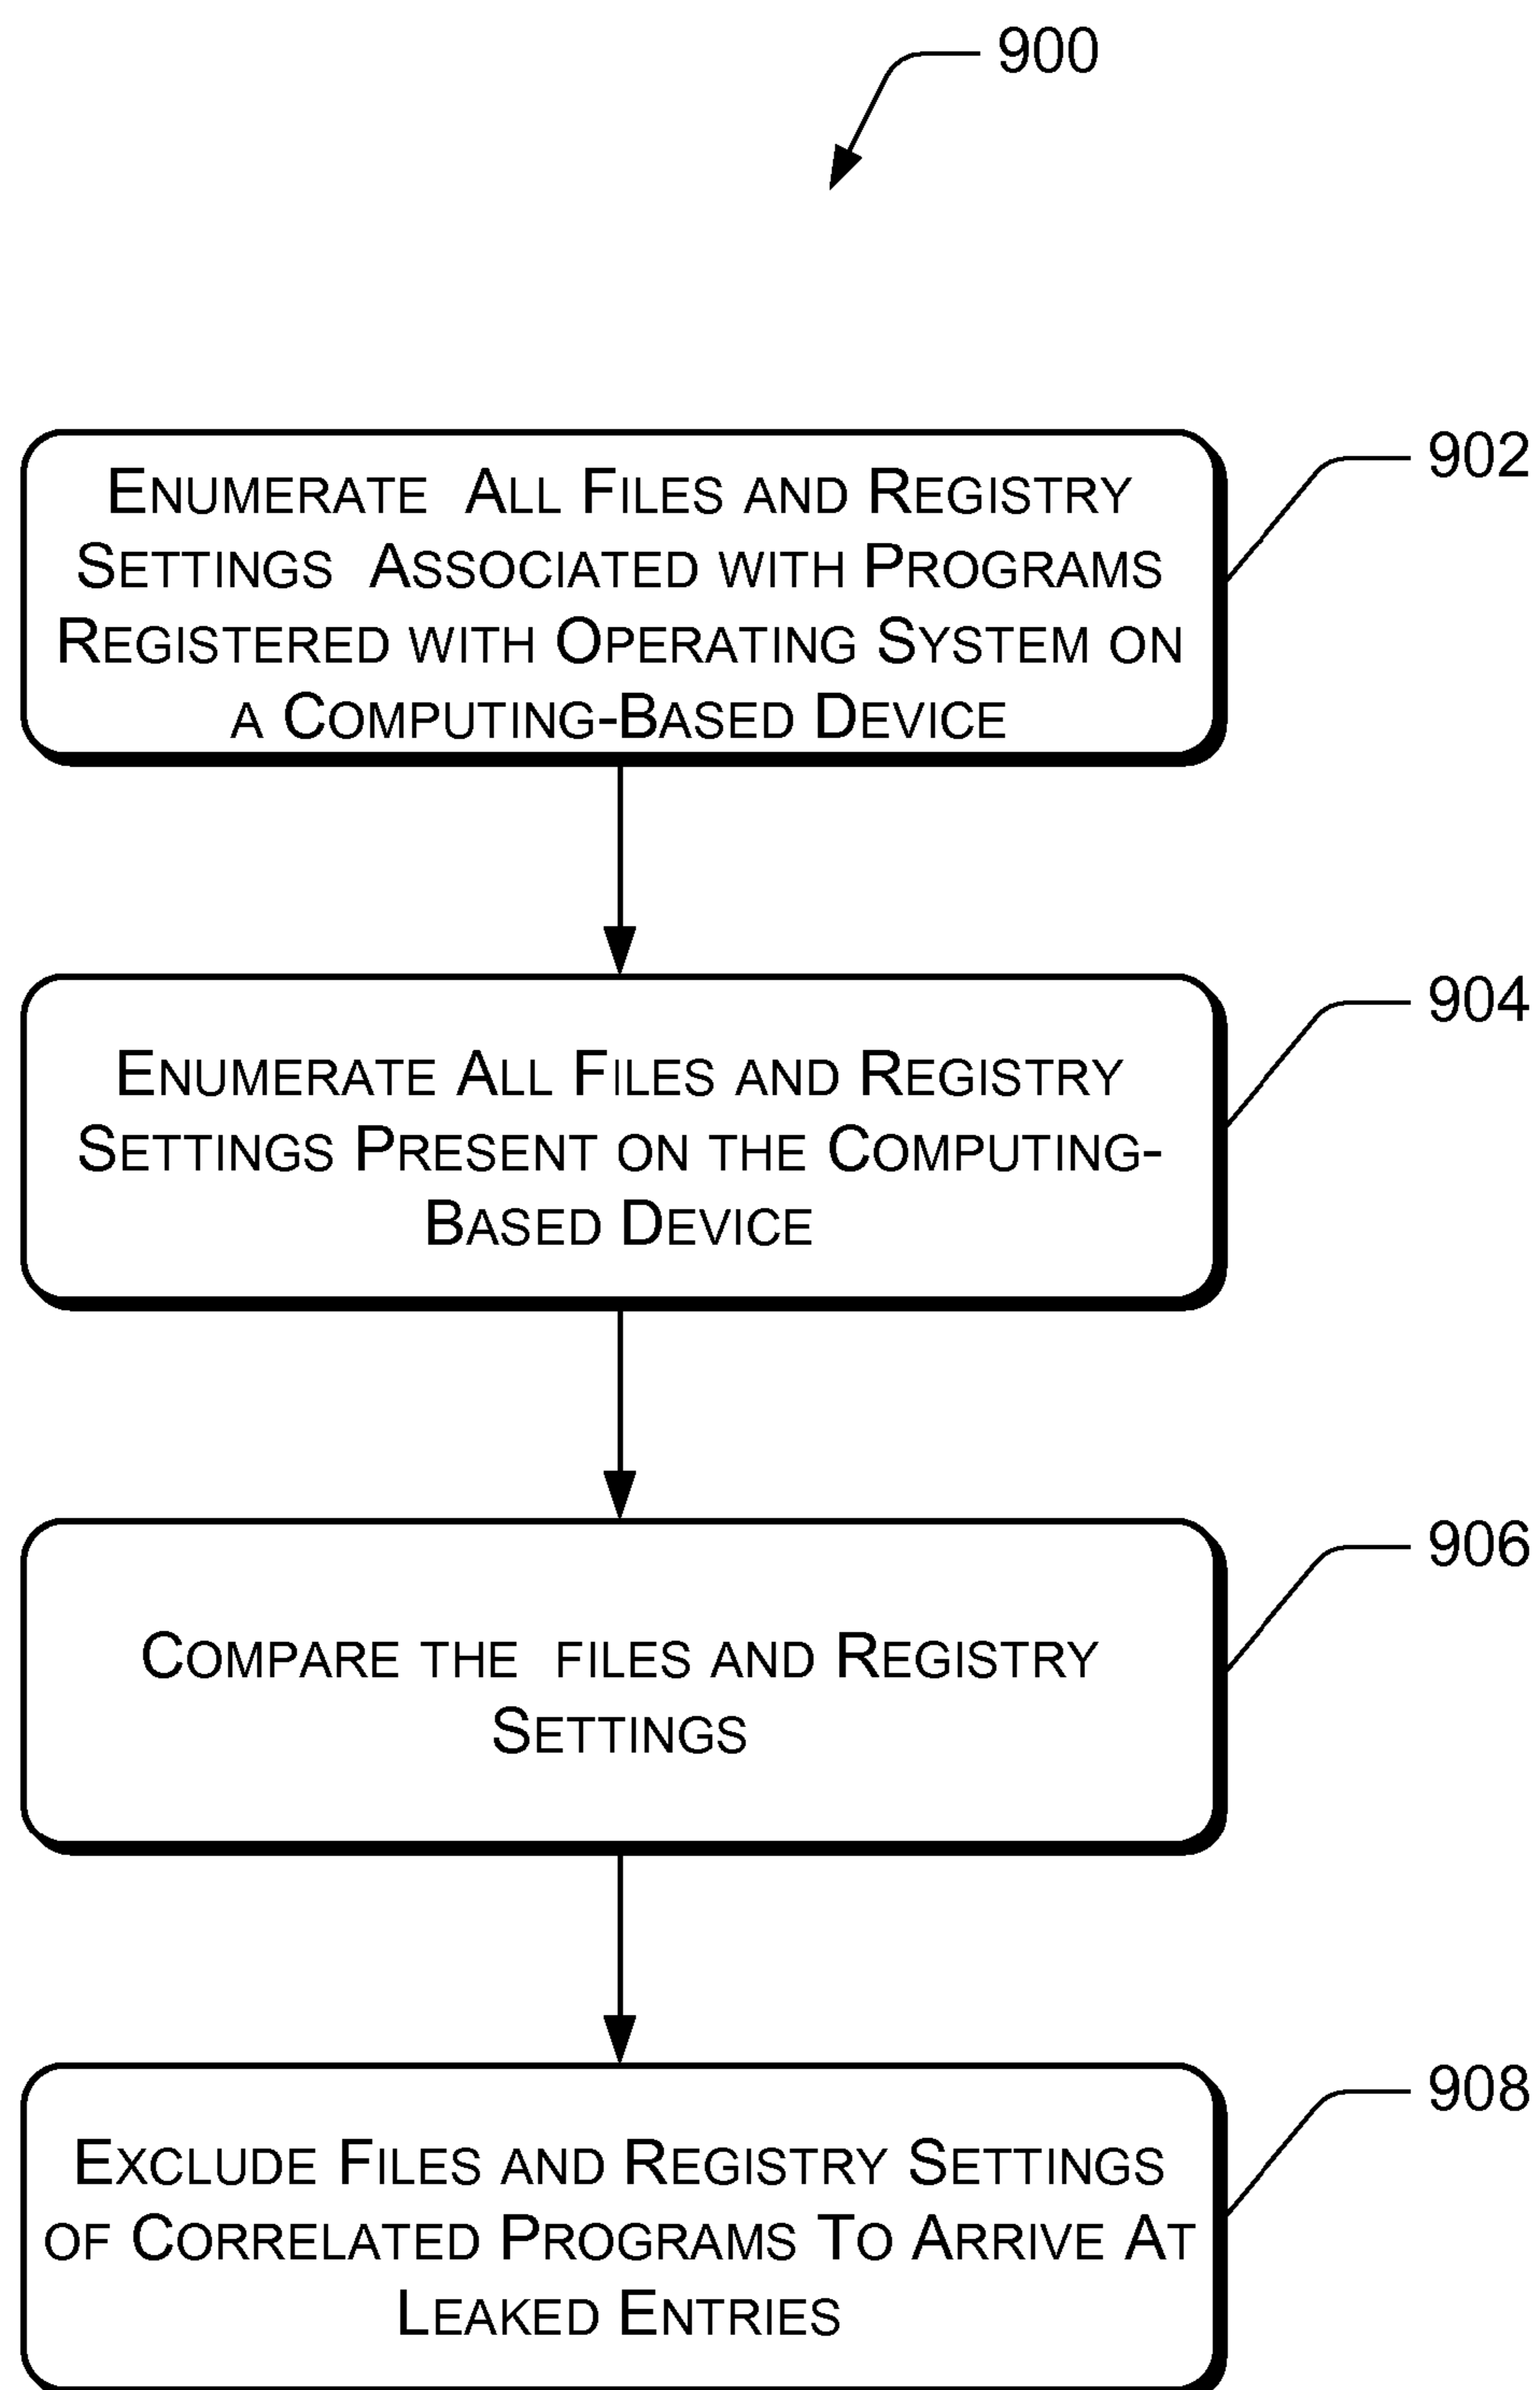 900
902
Enumerate All Files and Registry
Settings Associated with Programs
Registered with Operating System on
a Computing-Based Device
904
Enumerate All Files and Registry
Settings Present on the Computing-
Based Device
906
Compare the files and Registry
Settings
908
Exclude Files and Registry Settings
of Correlated Programs To Arrive At
Leaked Entries